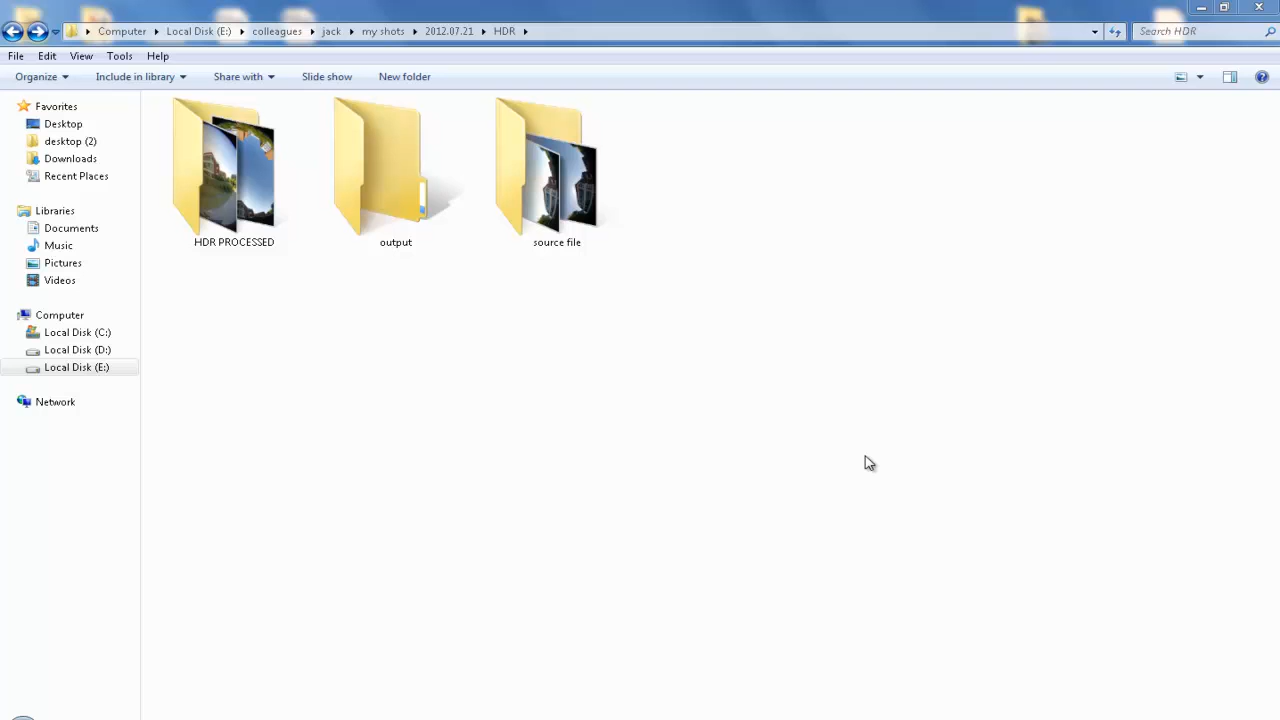 Computer Local Disk (E:) colleagues jack my shots 2012.07.21 HDR Search HDR
File Edit View Tools Help
Organize Include in library Share with Slide show New folder
Favorites
Desktop
desktop (2)
Downloads
Recent Places
Libraries
Documents
Music
Pictures
Videos
Computer
Local Disk (C:)
Local Disk (D:)
Local Disk (E:)
Network
HDR PROCESSED output source file